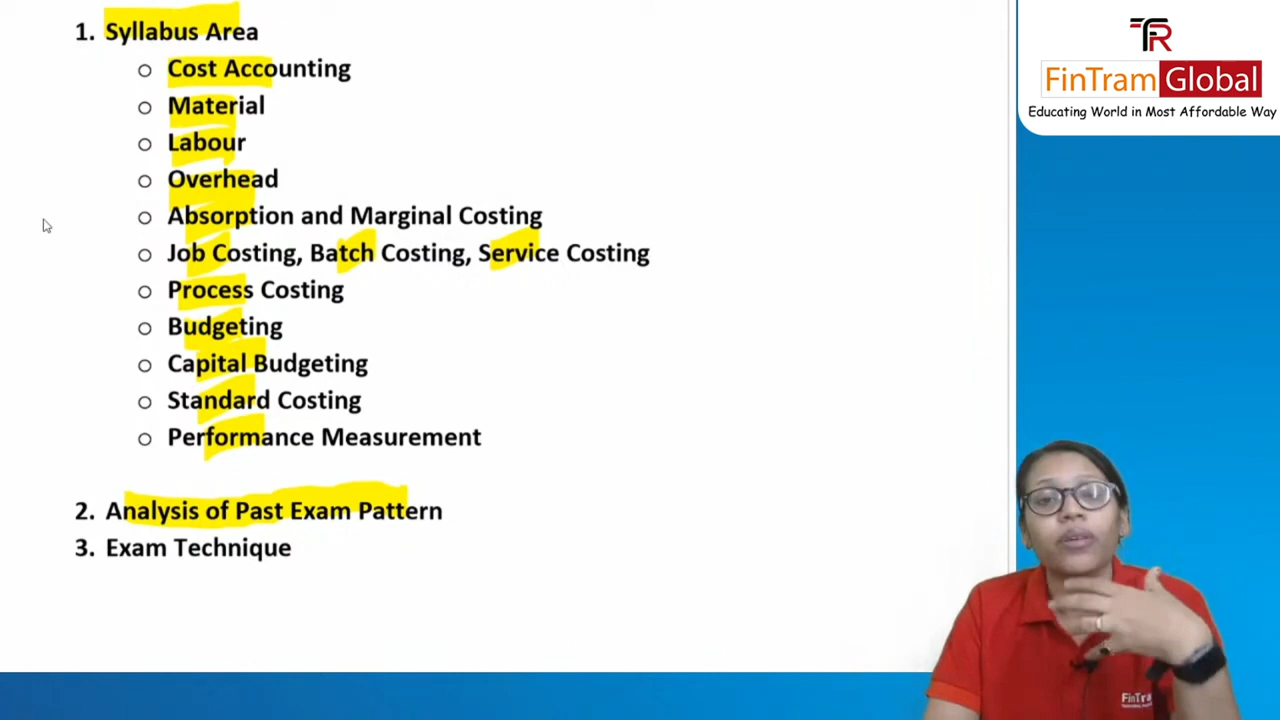 1. Syllabus Area
o Cost Accounting
o Material
o Labour
o Overhead
o Absorption and Marginal Costing
o Job Costing, Batch Costing, Service Costing
o Process Costing
o Budgeting
o Capital Budgeting
o Standard Costing
o Performance Measurement
2. Analysis of Past Exam Pattern
3. Exam Technique
FinTram Global
Educating World in Most Affordable Way